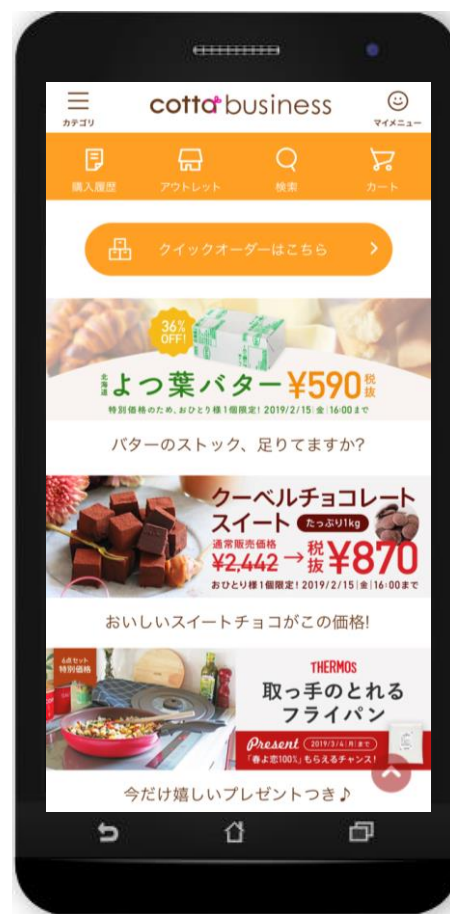 cotta business
カテゴリ
マイメニュー
購入履歴
アウトレット
検索
カート
クイックオーダーはこちら
36%
OFF!
北海道
よつ葉バター ¥590 税抜
特別価格のため、おひとり様1個限定! 2019/2/15|金|16:00まで
バターのストック、足りてますか?
クーベルチョコレート
スイート たっぷり1kg
通常販売価格
¥2,442→税抜¥870
おひとり様1個限定! 2019/2/15|金|16:00まで
おいしいスイートチョコがこの価格!
6点セット
特別価格
THERMOS
取っ手のとれる
フライパン
Present 2019/3/4|月|まで
「春よ恋100%」もらえるチャンス!
今だけ嬉しいプレゼントつき♪